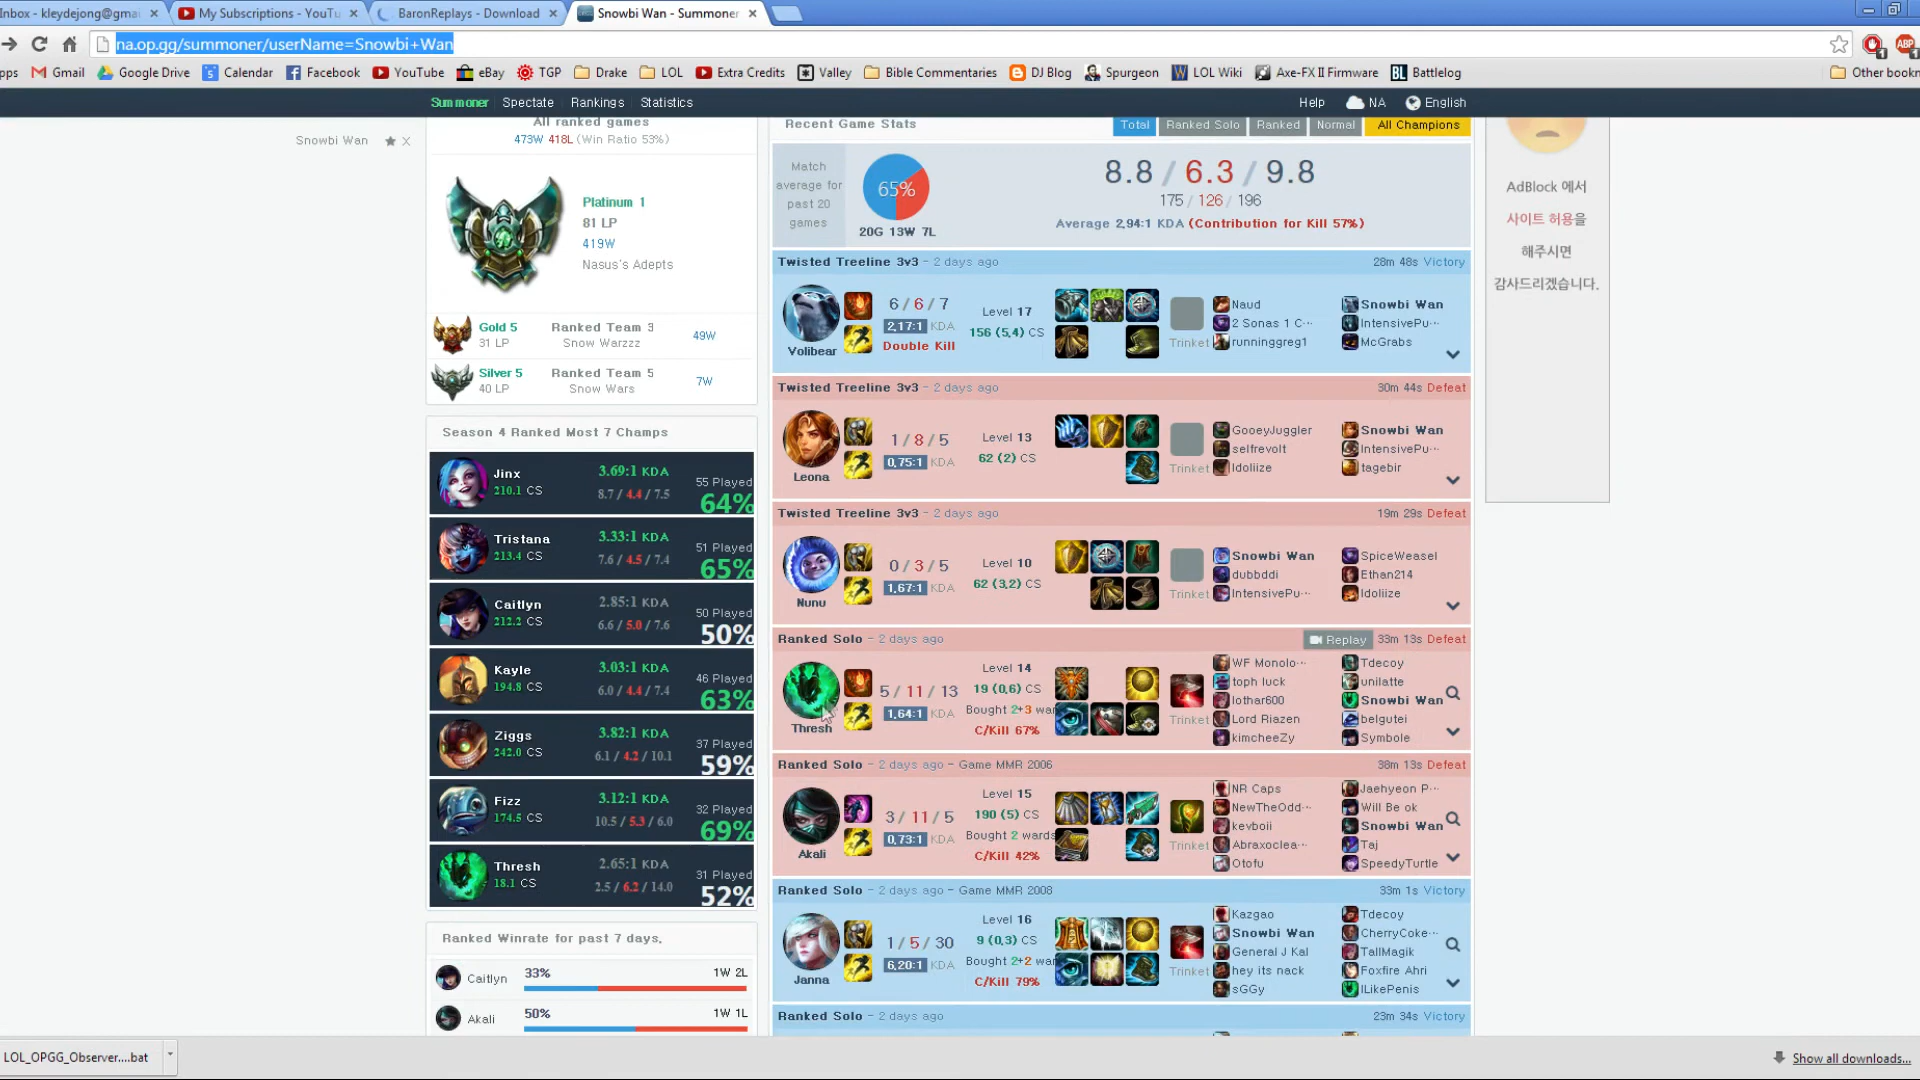 Inbox - kleydejong@gma
My Subscriptions - YouTu
BaronReplays - Download
Snowbi Wan - Summoner
na.op.gg/summoner/userName=Snowbi+Wan
pps
Gmail
Google Drive
Calendar
Facebook
YouTube
eBay
TGP
Drake
LOL
Extra Credits
Valley
Bible Commentaries
DJ Blog
Spurgeon
LOL Wiki
Axe-FX II Firmware
Battlelog
Other bookn
Summoner Spectate Rankings Statistics
Help NA English
Snowbi Wan ★ X
All ranked games
473W 418L (Win Ratio 53%)
Platinum 1
81 LP
419W
Nasus's Adepts
Gold 5 Ranked Team 3 49W
31 LP Snow Warzzz
Silver 5 Ranked Team 5 7W
40 LP Snow Wars
Season 4 Ranked Most 7 Champs
Jinx 3.69:1 KDA 55 Played
210.1 CS 8.7 / 4.4 / 7.5 64%
Tristana 3.33:1 KDA 51 Played
213.4 CS 7.6 / 4.5 / 7.4 65%
Caitlyn 2.85:1 KDA 50 Played
212.2 CS 6.6 / 5.0 / 7.6 50%
Kayle 3.03:1 KDA 46 Played
194.8 CS 6.0 / 4.4 / 7.4 63%
Ziggs 3.82:1 KDA 37 Played
242.0 CS 6.1 / 4.2 / 10.1 59%
Fizz 3.12:1 KDA 32 Played
174.5 CS 10.5 / 5.3 / 6.0 69%
Thresh 2.65:1 KDA 31 Played
18.1 CS 2.5 / 6.2 / 14.0 52%
Ranked Winrate for past 7 days.
Caitlyn 33% 1W 2L
Akali 50% 1W 1L
Recent Game Stats
Total Ranked Solo Ranked Normal All Champions
Match average for past 20 games
65%
20G 13W 7L
8.8 / 6.3 / 9.8
175 / 126 / 196
Average 2,94:1 KDA (Contribution for Kill 57%)
Twisted Treeline 3v3 - 2 days ago 28m 48s Victory
Volibear
6 / 6 / 7
2,17:1 KDA
Double Kill
Level 17
156 (5,4) CS
Trinket
Naud Snowbi Wan
2 Sonas 1 C··· IntensivePu···
runninggreg1 McGrabs
Twisted Treeline 3v3 - 2 days ago 30m 44s Defeat
Leona
1 / 8 / 5
0,75:1 KDA
Level 13
62 (2) CS
Trinket
GooeyJuggler Snowbi Wan
selfrevolt IntensivePu···
Idoliize tagebir
Twisted Treeline 3v3 - 2 days ago 19m 29s Defeat
Nunu
0 / 3 / 5
1,67:1 KDA
Level 10
62 (3,2) CS
Trinket
Snowbi Wan SpiceWeasel
dubbddi Ethan214
IntensivePu··· Idoliize
Ranked Solo - 2 days ago Replay 33m 13s Defeat
Thresh
5 / 11 / 13
1,64:1 KDA
Level 14
19 (0,6) CS
Bought 2+3 war
C/Kill 67%
Trinket
WF Monolo··· Tdecoy
toph luck unilatte
lothar600 Snowbi Wan
Lord Riazen belgutei
kimcheeZy Symbole
Ranked Solo - 2 days ago - Game MMR 2006 38m 13s Defeat
Akali
3 / 11 / 5
0,73:1 KDA
Level 15
190 (5) CS
Bought 2 wards
C/Kill 42%
Trinket
NR Caps Jaehyeon P···
NewTheOdd··· Will Be ok
kevboii Snowbi Wan
Abraxoclea··· Taj
Otofu SpeedyTurtle
Ranked Solo - 2 days ago - Game MMR 2008 33m 1s Victory
Janna
1 / 5 / 30
6,20:1 KDA
Level 16
9 (0,3) CS
Bought 2+2 war
C/Kill 79%
Trinket
Kazgao Tdecoy
Snowbi Wan CherryCoke···
General J Kal TallMagik
hey its nack Foxfire Ahri
sGGy ILikePenis
Ranked Solo - 2 days ago 23m 34s Victory
AdBlock 에서
사이트 허용을
해주시면
감사드리겠습니다.
LOL_OPGG_Observer....bat
Show all downloads...